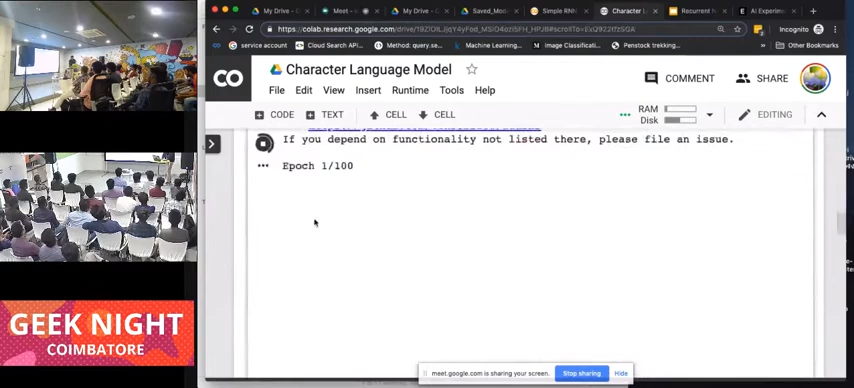 GEEK NIGHT
COIMBATORE
My Drive - G
Meet - v
My Drive - G
Saved_Mod
Simple RNN
Character L
Recurrent N
AI Experim
https://colab.research.google.com/drive/
Incognito
service account
Cloud Search API...
Method: query.se...
Machine Learning...
Image Classificati...
Penstock trekking...
Other Bookmarks
CO
Character Language Model
COMMENT
SHARE
File Edit View Insert Runtime Tools Help
CODE TEXT CELL CELL
RAM
Disk
EDITING
If you depend on functionality not listed there, please file an issue.
Epoch 1/100
meet.google.com is sharing your screen.
Stop sharing
Hide